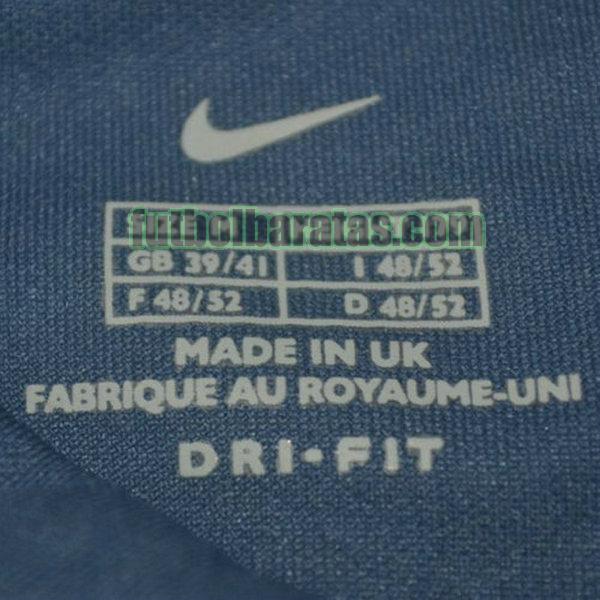 futbolbaratas.com
SIZE
GB 39/41 I 48/52
F 48/52 D 48/52
MADE IN UK
FABRIQUE AU ROYAUME-UNI
DRI-FIT